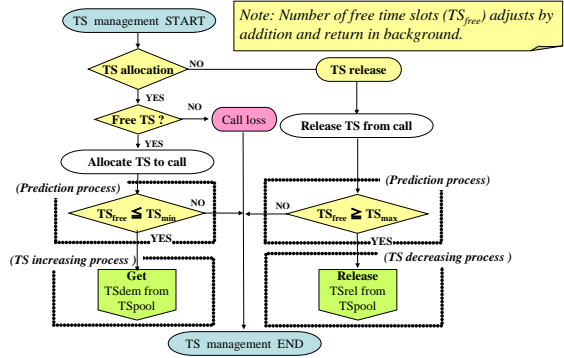 TS management START
Note: Number of free time slots (TSfree) adjusts by
addition and return in background.
TS allocation
NO
TS release
YES
Free TS ?
NO
Call loss
Release TS from call
YES
Allocate TS to call
(Prediction process)
(Prediction process)
TSfree ≦ TSmin
NO
NO
TSfree ≧ TSmax
YES
YES
(TS increasing process )
(TS decreasing process )
Get
TSdem from
TSpool
Release
TSrel from
TSpool
TS management END